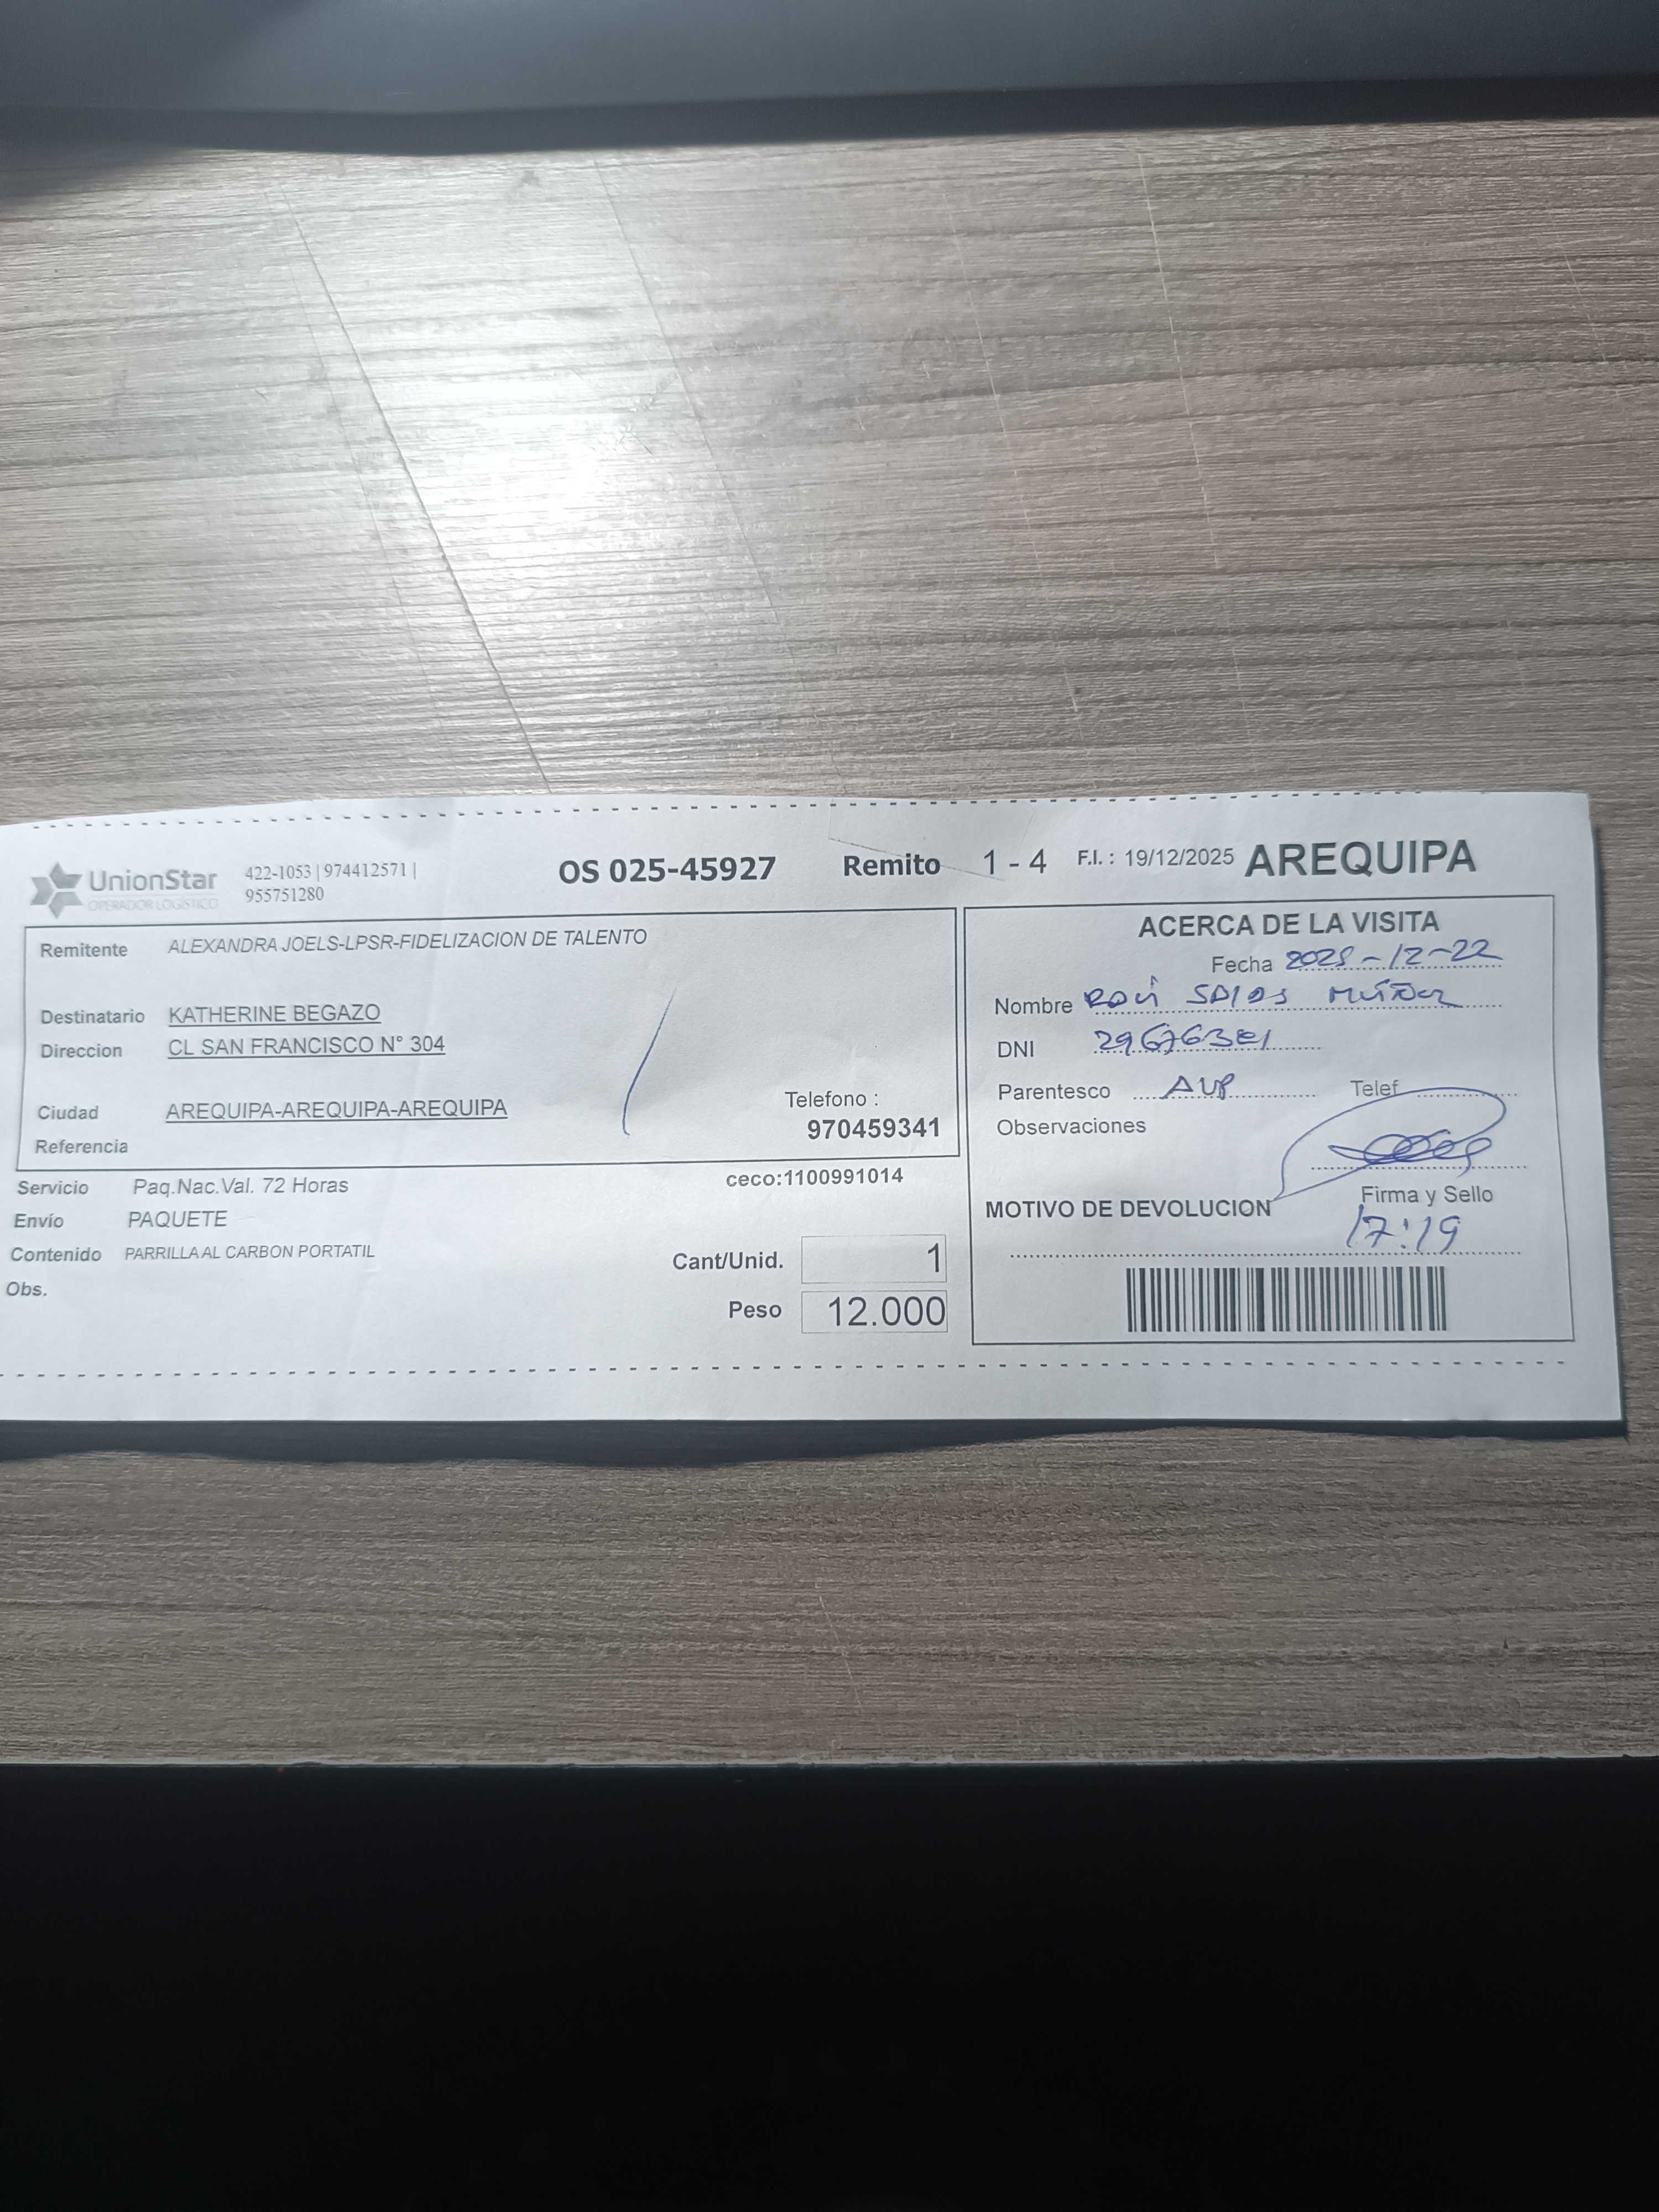 UnionStar
OPERADOR LOGÍSTICO
422-1053 | 974412571 |
955751280
OS 025-45927
Remito 1 - 4
F.I. : 19/12/2025
AREQUIPA
Remitente ALEXANDRA JOELS-LPSR-FIDELIZACION DE TALENTO
Destinatario KATHERINE BEGAZO
Direccion CL SAN FRANCISCO N° 304
Ciudad AREQUIPA-AREQUIPA-AREQUIPA
Telefono :
970459341
Referencia
Servicio Paq.Nac.Val. 72 Horas
ceco:1100991014
Envío PAQUETE
Contenido PARRILLA AL CARBON PORTATIL
Obs.
Cant/Unid. 1
Peso 12.000
ACERCA DE LA VISITA
Fecha 2025-12-22
Nombre
DNI
Parentesco
Telef
Observaciones
Firma y Sello
MOTIVO DE DEVOLUCION
17:19